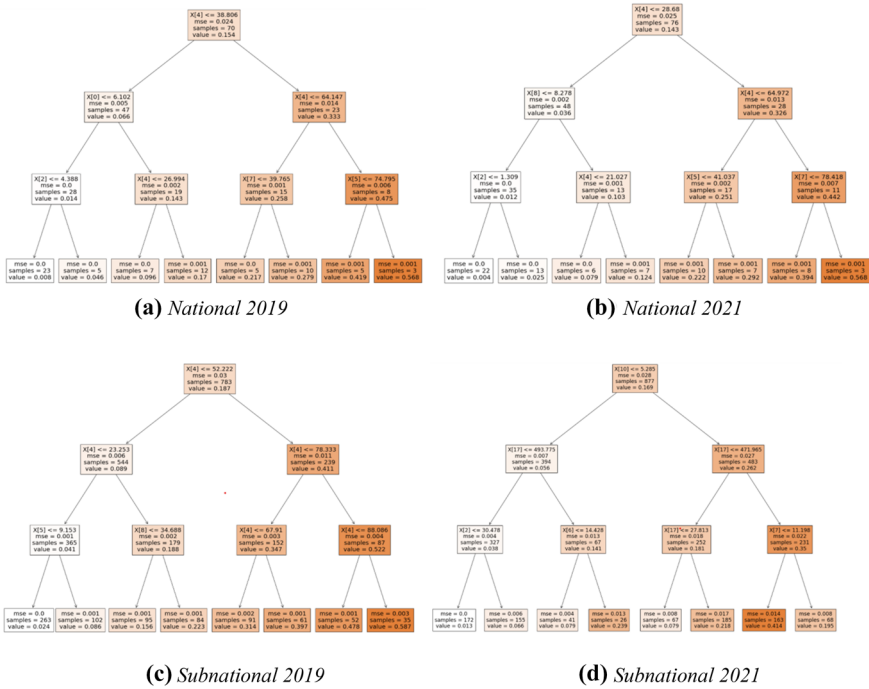 X[4] <= 38.806
mse = 0.024
samples = 70
value = 0.154
X[0] <= 6.102
mse = 0.005
samples = 47
value = 0.066
X[4] <= 64.147
mse = 0.014
samples = 23
value = 0.333
X[2] <= 4.388
mse = 0.0
samples = 28
value = 0.014
X[4] <= 26.994
mse = 0.002
samples = 19
value = 0.143
X[7] <= 39.765
mse = 0.001
samples = 15
value = 0.258
X[5] <= 74.795
mse = 0.006
samples = 8
value = 0.475
mse = 0.0
samples = 23
value = 0.008
mse = 0.0
samples = 5
value = 0.046
mse = 0.0
samples = 7
value = 0.096
mse = 0.001
samples = 12
value = 0.17
mse = 0.0
samples = 5
value = 0.217
mse = 0.001
samples = 10
value = 0.279
mse = 0.001
samples = 5
value = 0.419
mse = 0.001
samples = 3
value = 0.568
(a) National 2019
X[4] <= 28.68
mse = 0.025
samples = 76
value = 0.143
X[8] <= 8.278
mse = 0.002
samples = 48
value = 0.036
X[4] <= 64.972
mse = 0.013
samples = 28
value = 0.326
X[2] <= 1.309
mse = 0.0
samples = 35
value = 0.012
X[4] <= 21.027
mse = 0.001
samples = 13
value = 0.103
X[5] <= 41.037
mse = 0.002
samples = 17
value = 0.251
X[7] <= 78.418
mse = 0.007
samples = 11
value = 0.442
mse = 0.0
samples = 22
value = 0.004
mse = 0.0
samples = 13
value = 0.025
mse = 0.0
samples = 6
value = 0.079
mse = 0.001
samples = 7
value = 0.124
mse = 0.001
samples = 10
value = 0.222
mse = 0.001
samples = 7
value = 0.292
mse = 0.001
samples = 8
value = 0.394
mse = 0.001
samples = 3
value = 0.568
(b) National 2021
X[4] <= 52.222
mse = 0.03
samples = 783
value = 0.187
X[4] <= 23.253
mse = 0.006
samples = 544
value = 0.089
X[4] <= 78.333
mse = 0.011
samples = 239
value = 0.411
X[5] <= 9.153
mse = 0.001
samples = 365
value = 0.041
X[8] <= 34.688
mse = 0.002
samples = 179
value = 0.188
X[4] <= 67.91
mse = 0.003
samples = 152
value = 0.347
X[4] <= 88.086
mse = 0.004
samples = 87
value = 0.522
mse = 0.0
samples = 263
value = 0.024
mse = 0.001
samples = 102
value = 0.086
mse = 0.001
samples = 95
value = 0.156
mse = 0.001
samples = 84
value = 0.223
mse = 0.002
samples = 91
value = 0.314
mse = 0.001
samples = 61
value = 0.397
mse = 0.001
samples = 52
value = 0.478
mse = 0.003
samples = 35
value = 0.587
(c) Subnational 2019
X[10] <= 5.285
mse = 0.028
samples = 877
value = 0.169
X[17] <= 493.775
mse = 0.007
samples = 394
value = 0.056
X[17] <= 471.965
mse = 0.027
samples = 483
value = 0.262
X[2] <= 30.478
mse = 0.004
samples = 327
value = 0.038
X[6] <= 14.428
mse = 0.013
samples = 67
value = 0.141
X[17] <= 27.813
mse = 0.018
samples = 252
value = 0.181
X[7] <= 11.198
mse = 0.022
samples = 231
value = 0.35
mse = 0.002
samples = 172
value = 0.013
mse = 0.006
samples = 155
value = 0.066
mse = 0.004
samples = 41
value = 0.079
mse = 0.013
samples = 26
value = 0.239
mse = 0.008
samples = 67
value = 0.079
mse = 0.017
samples = 185
value = 0.218
mse = 0.014
samples = 163
value = 0.414
mse = 0.008
samples = 68
value = 0.195
(d) Subnational 2021